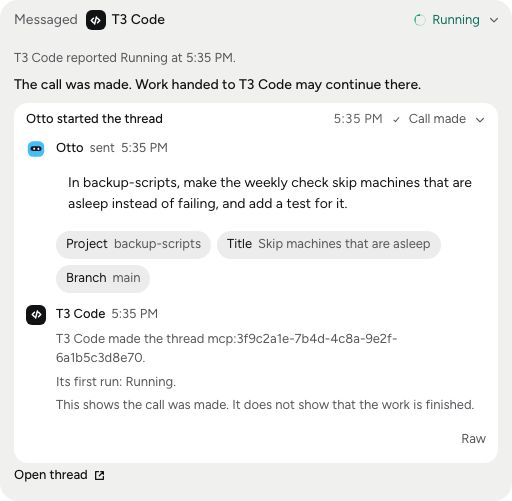 Messaged T3 Code Running
T3 Code reported Running at 5:35 PM.
The call was made. Work handed to T3 Code may continue there.
Otto started the thread 5:35 PM ✓ Call made
Otto sent 5:35 PM
In backup-scripts, make the weekly check skip machines that are
asleep instead of failing, and add a test for it.
Project backup-scripts Title Skip machines that are asleep
Branch main
T3 Code 5:35 PM
T3 Code made the thread mcp:3f9c2a1e-7b4d-4c8a-9e2f-
6a1b5c3d8e70.
Its first run: Running.
This shows the call was made. It does not show that the work is finished.
Raw
Open thread